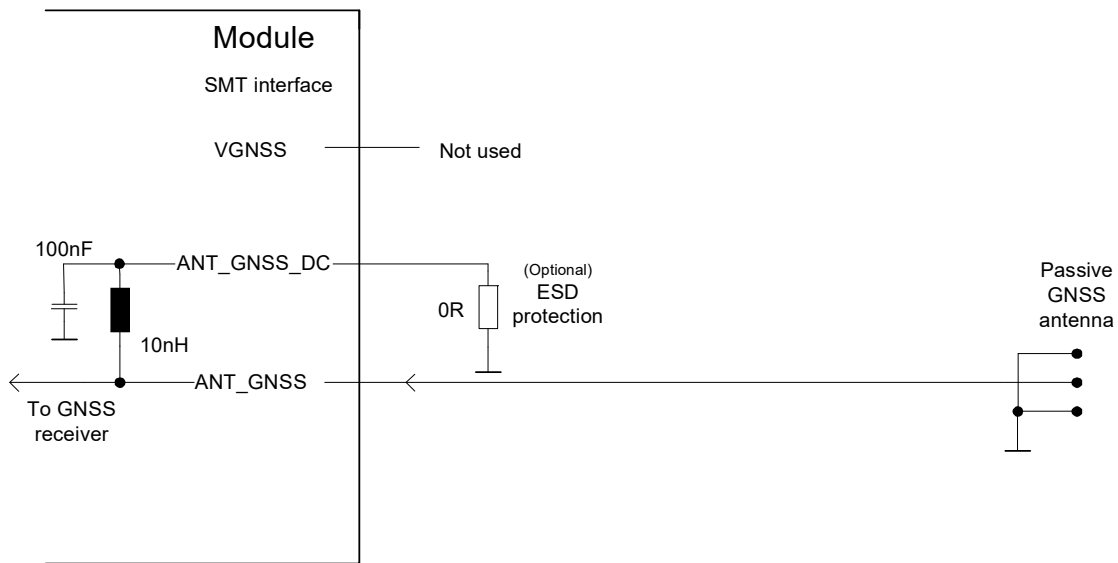 Module
SMT interface
VGNSS
Not used
100nF
ANT_GNSS_DC
(Optional)
ESD
protection
0R
Passive
GNSS
antenna
10nH
ANT_GNSS
To GNSS
receiver